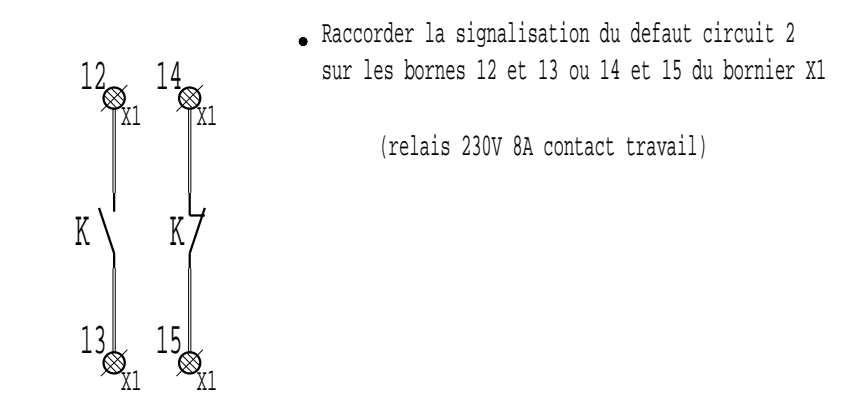 Raccorder la signalisation du defaut circuit 2
sur les bornes 12 et 13 ou 14 et 15 du bornier X1
(relais 230V 8A contact travail)
12 14
X1 X1
K K
13 15
X1 X1